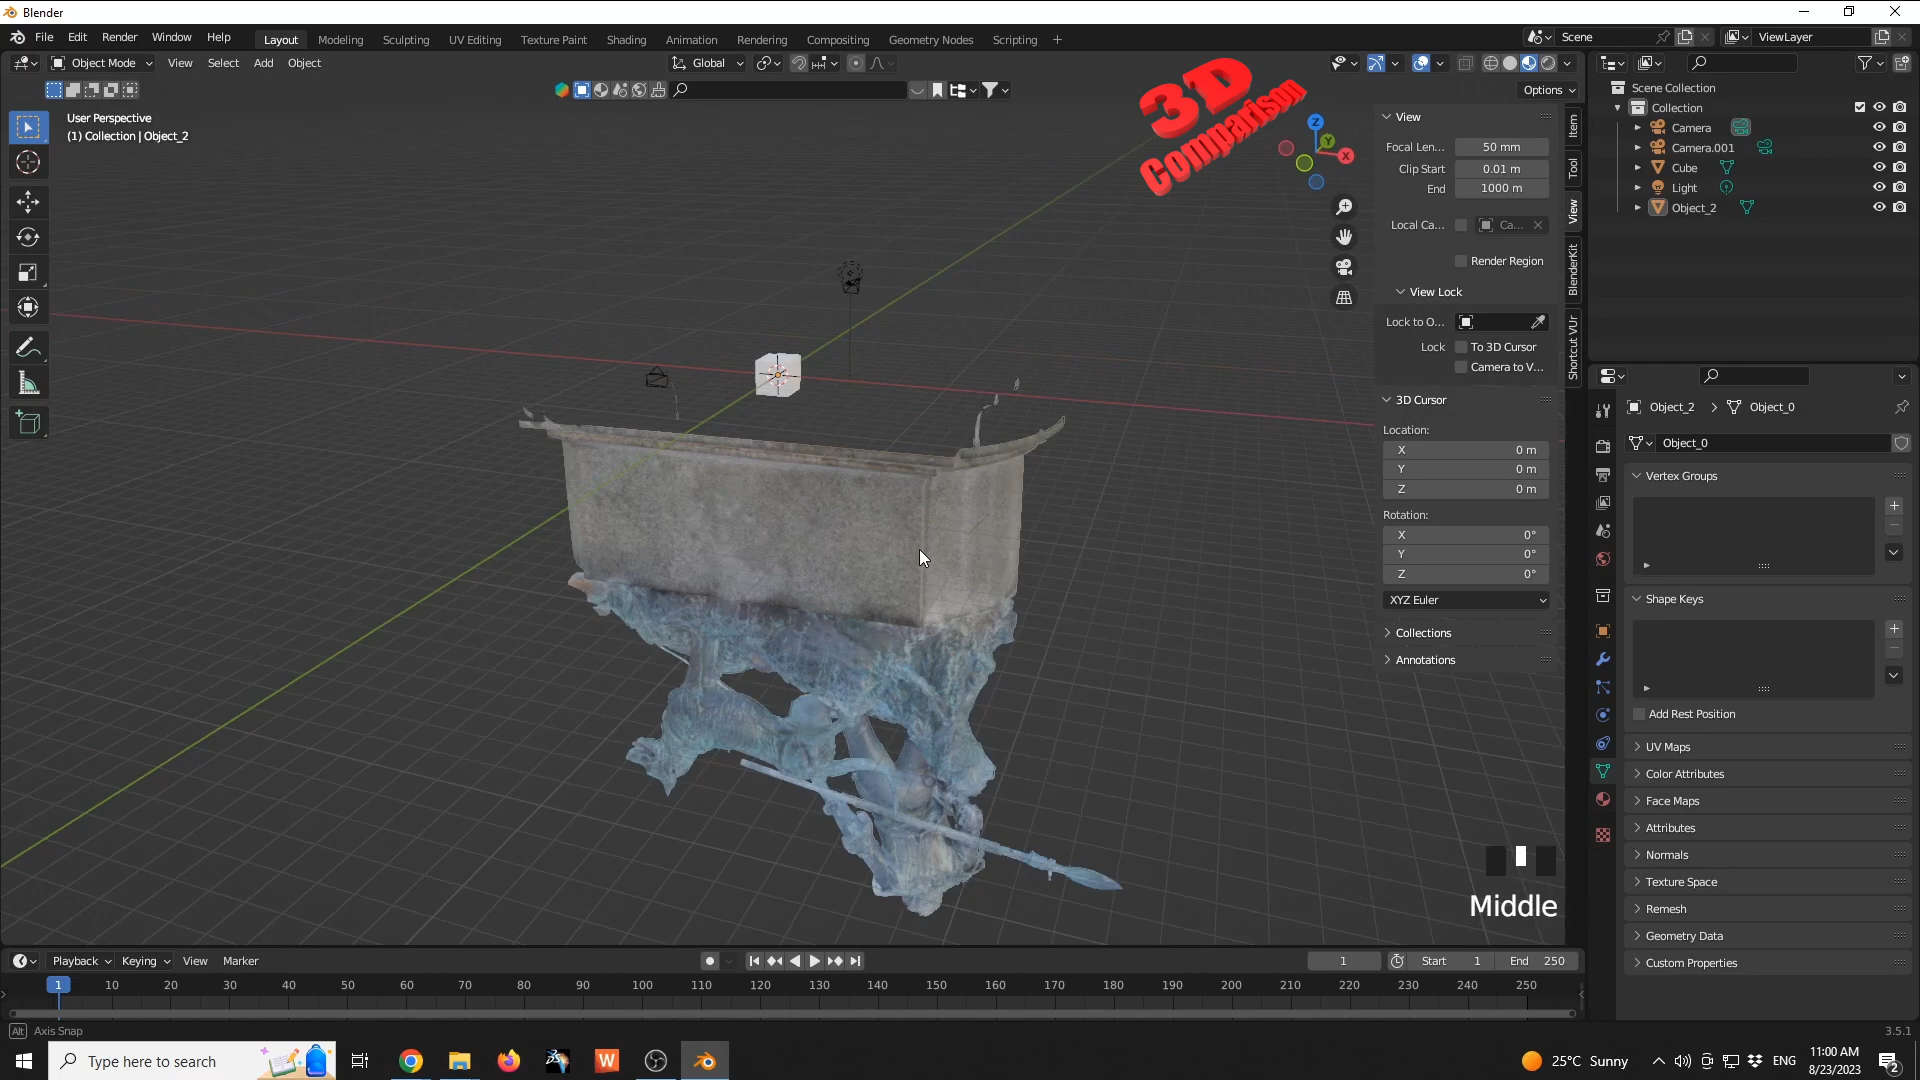 Blender
File Edit Render Window Help
Layout Modeling Sculpting UV Editing Texture Paint Shading Animation Rendering Compositing Geometry Nodes Scripting +
Scene
ViewLayer
Object Mode View Select Add Object
Global
Options
User Perspective
(1) Collection | Object_2
3D
Comparison
Z
Y
X
View
Focal Len... 50 mm
Clip Start 0.01 m
End 1000 m
Local Ca... Ca...
Render Region
View Lock
Lock to O...
Lock To 3D Cursor
Camera to V...
3D Cursor
Location:
X 0 m
Y 0 m
Z 0 m
Rotation:
X 0°
Y 0°
Z 0°
XYZ Euler
Collections
Annotations
Item
Tool
View
BlenderKit
Shortcut VUr
Scene Collection
Collection
Camera
Camera.001
Cube
Light
Object_2
Object_2 Object_0
Object_0
Vertex Groups
Shape Keys
Add Rest Position
UV Maps
Color Attributes
Face Maps
Attributes
Normals
Texture Space
Remesh
Geometry Data
Custom Properties
Middle
Playback Keying View Marker
1 Start 1 End 250
1 10 20 30 40 50 60 70 80 90 100 110 120 130 140 150 160 170 180 190 200 210 220 230 240 250
Alt Axis Snap
3.5.1
Type here to search
25°C Sunny
ENG
11:00 AM
8/23/2023
2